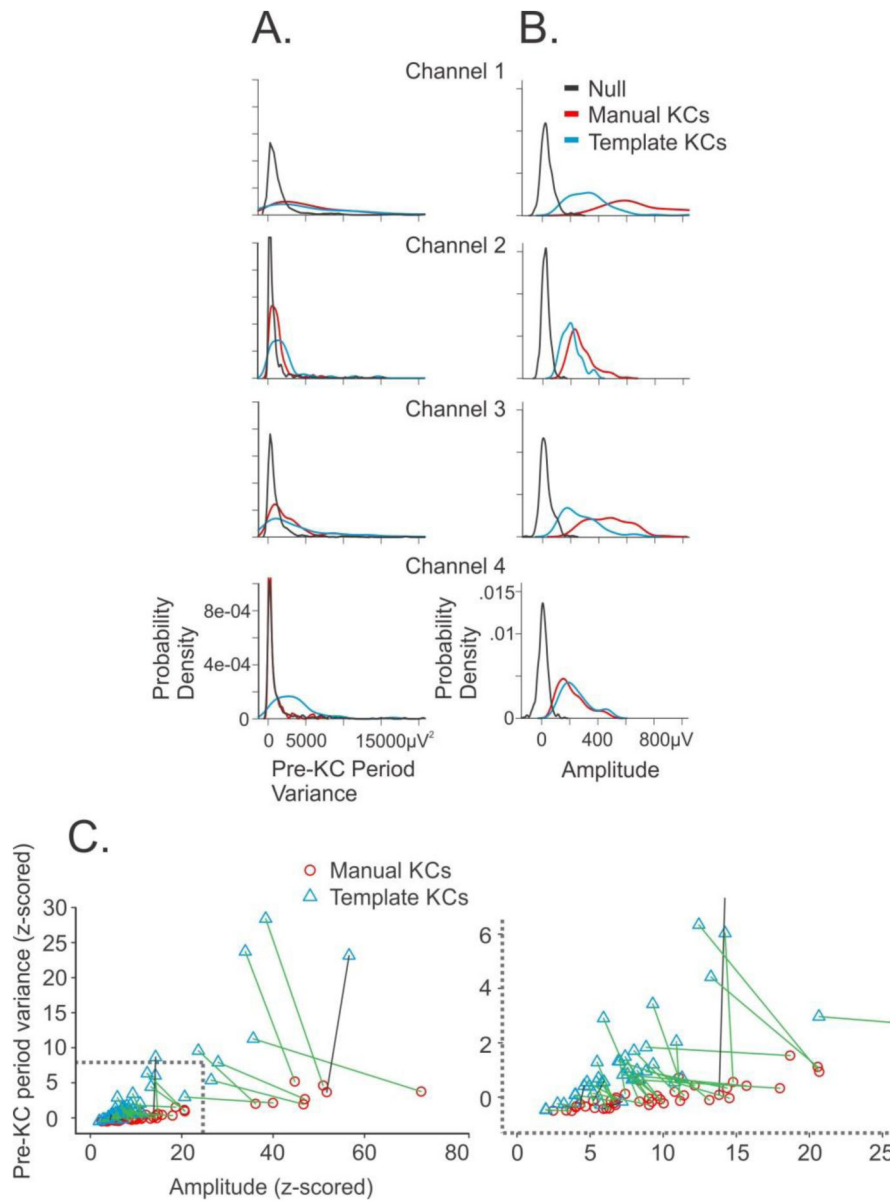 A.
B.
Channel 1
Null
Manual KCs
Template KCs
Channel 2
Channel 3
Channel 4
8e-04
4e-04
0
Probability
Density
0 5000 15000µV²
Pre-KC Period
Variance
.015
.01
0
Probability
Density
0 400 800µV
Amplitude
C.
Manual KCs
Template KCs
Pre-KC period variance (z-scored)
30
25
20
15
10
5
0
0 20 40 60 80
Amplitude (z-scored)
6
4
2
0
0 5 10 15 20 25